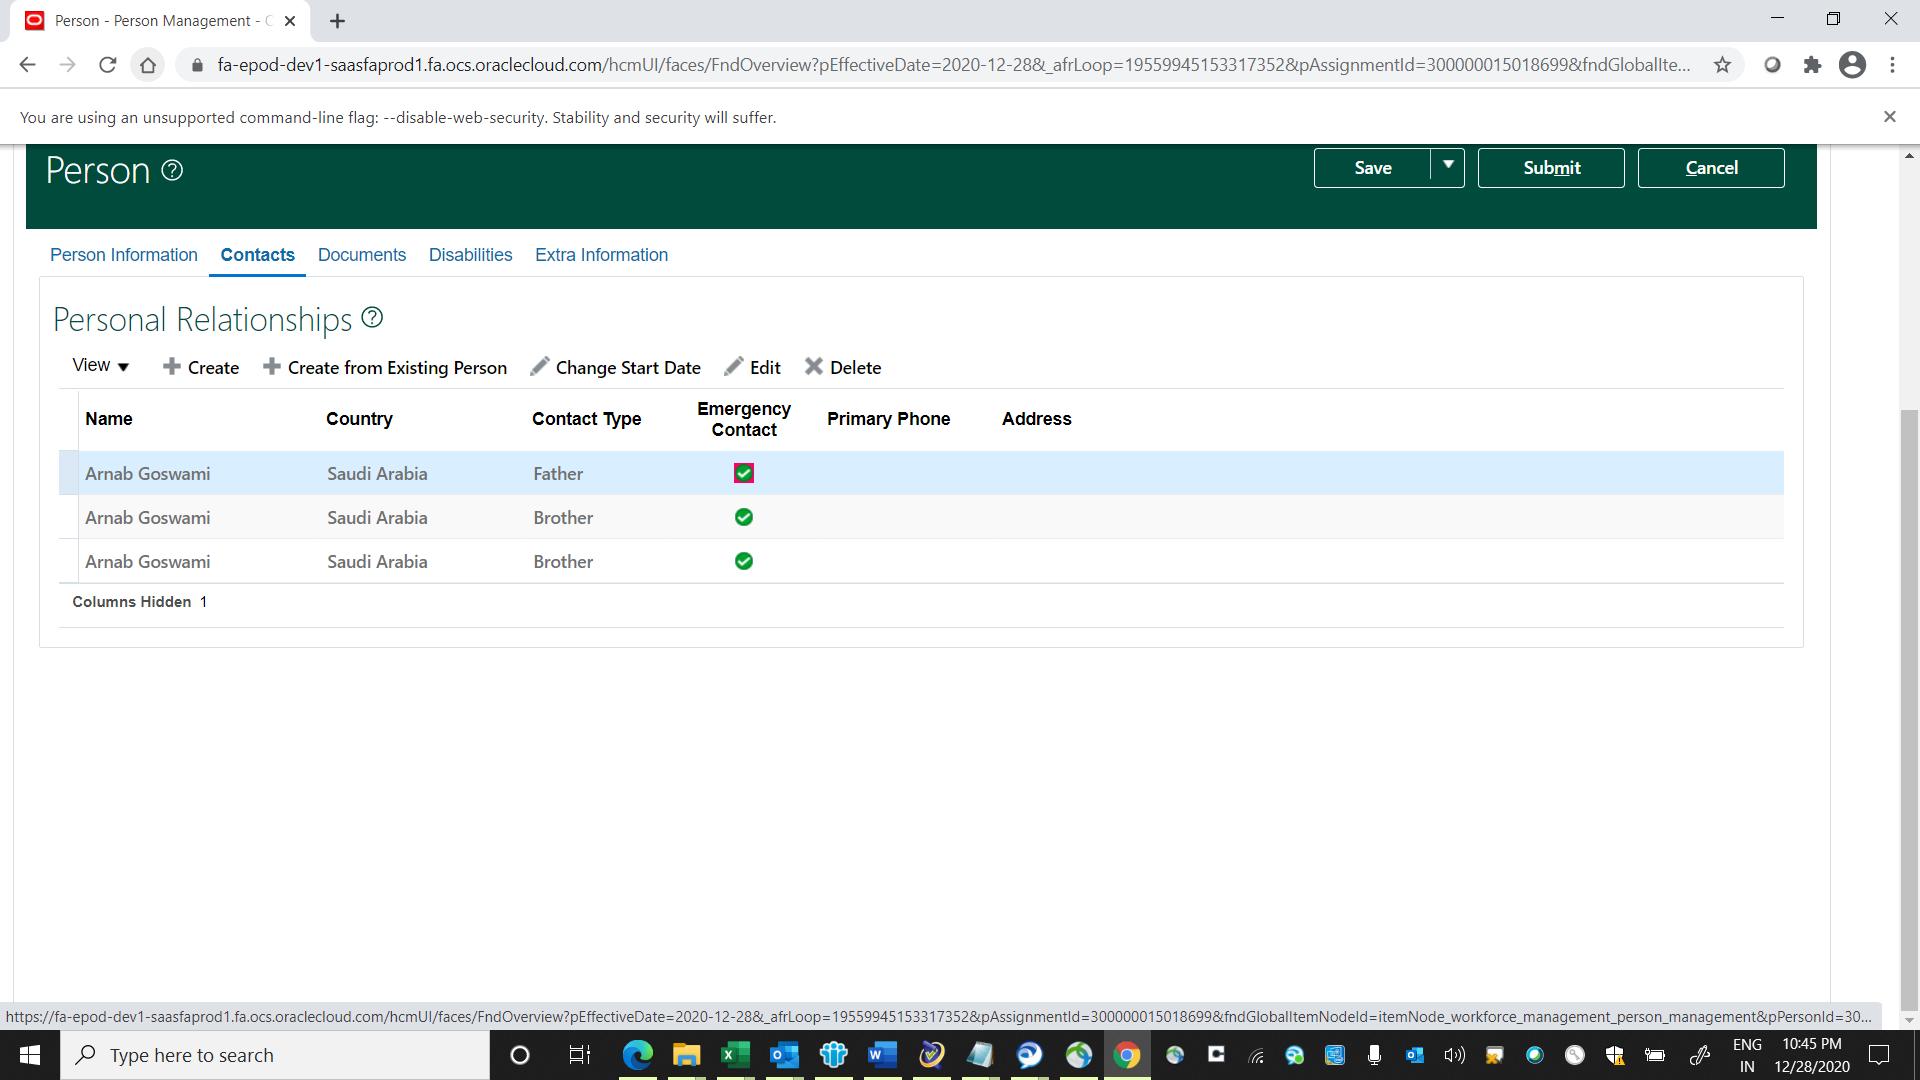 Person - Person Management -
fa-epod-dev1-saasfaprod1.fa.ocs.oraclecloud.com/hcmUI/faces/FndOverview?pEffectiveDate=2020-12-28&_afrLoop=19559945153317352&pAssignmentId=300000015018699&fndGlobalIte...
You are using an unsupported command-line flag: --disable-web-security. Stability and security will suffer.
Person
Save Submit Cancel
Person Information Contacts Documents Disabilities Extra Information
Personal Relationships
View Create Create from Existing Person Change Start Date Edit Delete
Name Country Contact Type Emergency Contact Primary Phone Address
Arnab Goswami Saudi Arabia Father
Arnab Goswami Saudi Arabia Brother
Arnab Goswami Saudi Arabia Brother
Columns Hidden 1
https://fa-epod-dev1-saasfaprod1.fa.ocs.oraclecloud.com/hcmUI/faces/FndOverview?pEffectiveDate=2020-12-28&_afrLoop=19559945153317352&pAssignmentId=300000015018699&fndGlobalItemNodeId=itemNode_workforce_management_person_management&pPersonId=30...
Type here to search
ENG 10:45 PM
IN 12/28/2020